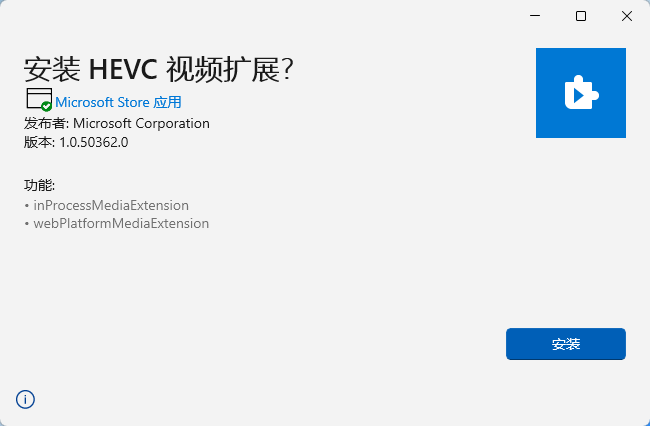 安装 HEVC 视频扩展?
Microsoft Store 应用
发布者: Microsoft Corporation
版本: 1.0.50362.0
功能:
• inProcessMediaExtension
• webPlatformMediaExtension
安装